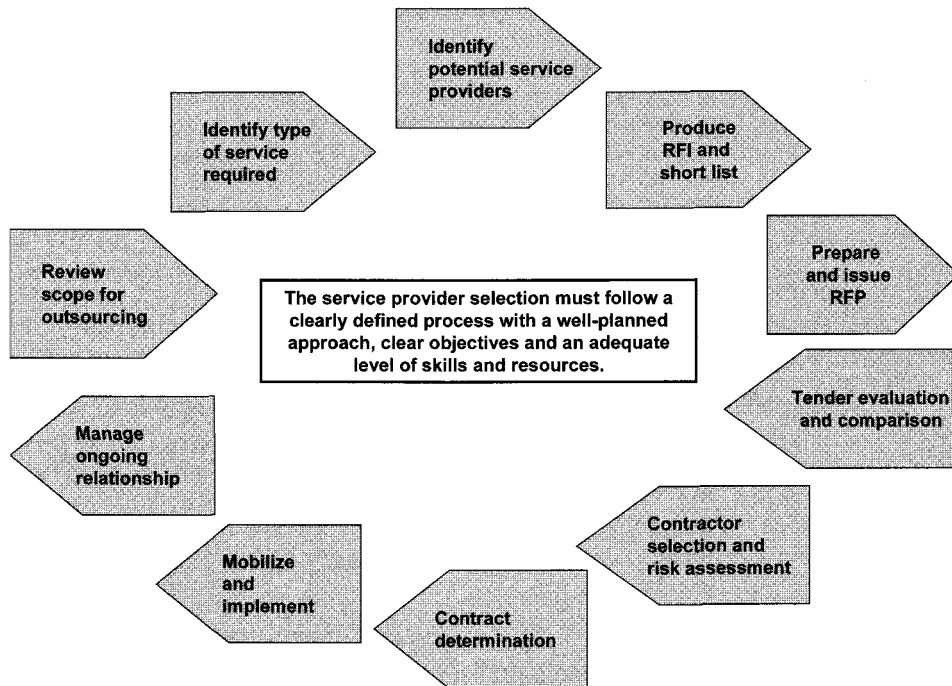 Identify
potential service
providers
Identify type
of service
required
Produce
RFI and
short list
Review
scope for
outsourcing
Prepare
and issue
RFP
The service provider selection must follow a
clearly defined process with a well-planned
approach, clear objectives and an adequate
level of skills and resources.
Tender evaluation
and comparison
Manage
ongoing
relationship
Contractor
selection and
risk assessment
Mobilize
and
implement
Contract
determination